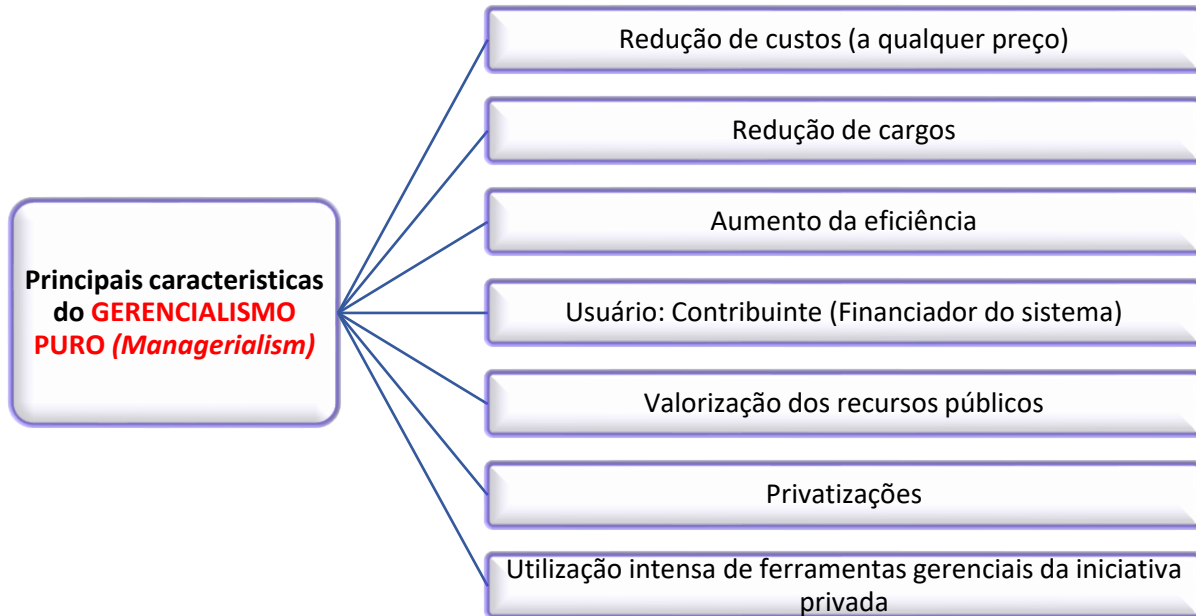 Redução de custos (a qualquer preço)
Redução de cargos
Aumento da eficiência
Principais caracteristicas
do GERENCIALISMO
PURO (Managerialism)
Usuário: Contribuinte (Financiador do sistema)
Valorização dos recursos públicos
Privatizações
Utilização intensa de ferramentas gerenciais da iniciativa
privada